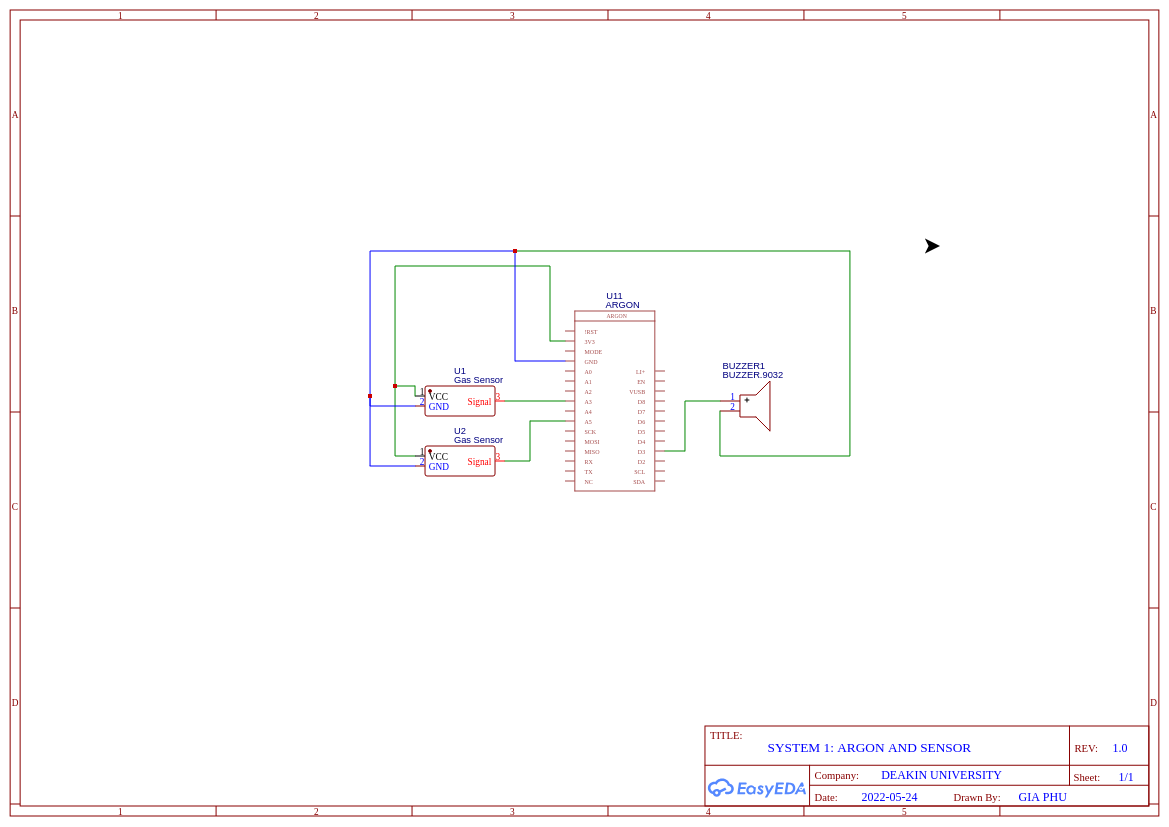 1 2 3 4 5
A A
B B
C C
D D
U11
ARGON
ARGON
!RST
3V3
MODE
GND
A0 LI+
A1 EN
A2 VUSB
A3 D8
A4 D7
A5 D6
SCK D5
MOSI D4
MISO D3
RX D2
TX SCL
NC SDA
U1
Gas Sensor
1 VCC
2 GND
Signal 3
U2
Gas Sensor
1 VCC
2 GND
Signal 3
BUZZER1
BUZZER.9032
1 +
2
TITLE:
SYSTEM 1: ARGON AND SENSOR
REV: 1.0
EasyEDA
Company: DEAKIN UNIVERSITY
Sheet: 1/1
Date: 2022-05-24 Drawn By: GIA PHU
1 2 3 4 5